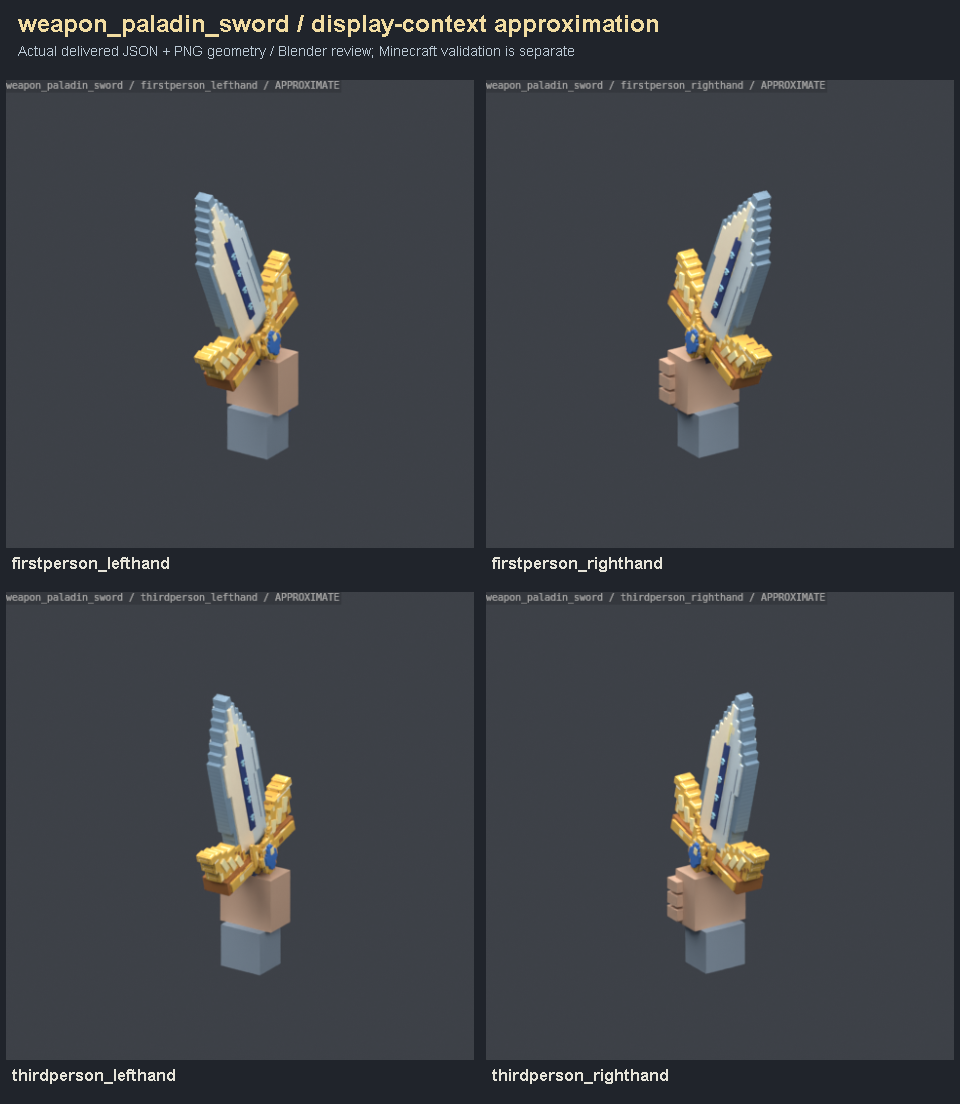 weapon_paladin_sword / display-context approximation
Actual delivered JSON + PNG geometry / Blender review; Minecraft validation is separate
weapon_paladin_sword / firstperson_lefthand / APPROXIMATE
weapon_paladin_sword / firstperson_righthand / APPROXIMATE
firstperson_lefthand
firstperson_righthand
weapon_paladin_sword / thirdperson_lefthand / APPROXIMATE
weapon_paladin_sword / thirdperson_righthand / APPROXIMATE
thirdperson_lefthand
thirdperson_righthand